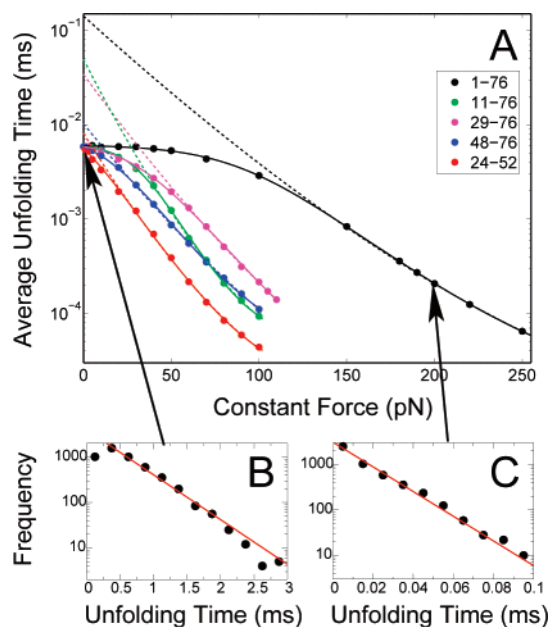 A
Average Unfolding Time (ms)
10⁻¹
10⁻²
10⁻³
10⁻⁴
1-76
11-76
29-76
48-76
24-52
0 50 100 150 200 250
Constant Force (pN)
B
Frequency
1000
100
10
0 0.5 1 1.5 2 2.5 3
Unfolding Time (ms)
C
1000
100
10
0 0.02 0.04 0.06 0.08 0.1
Unfolding Time (ms)